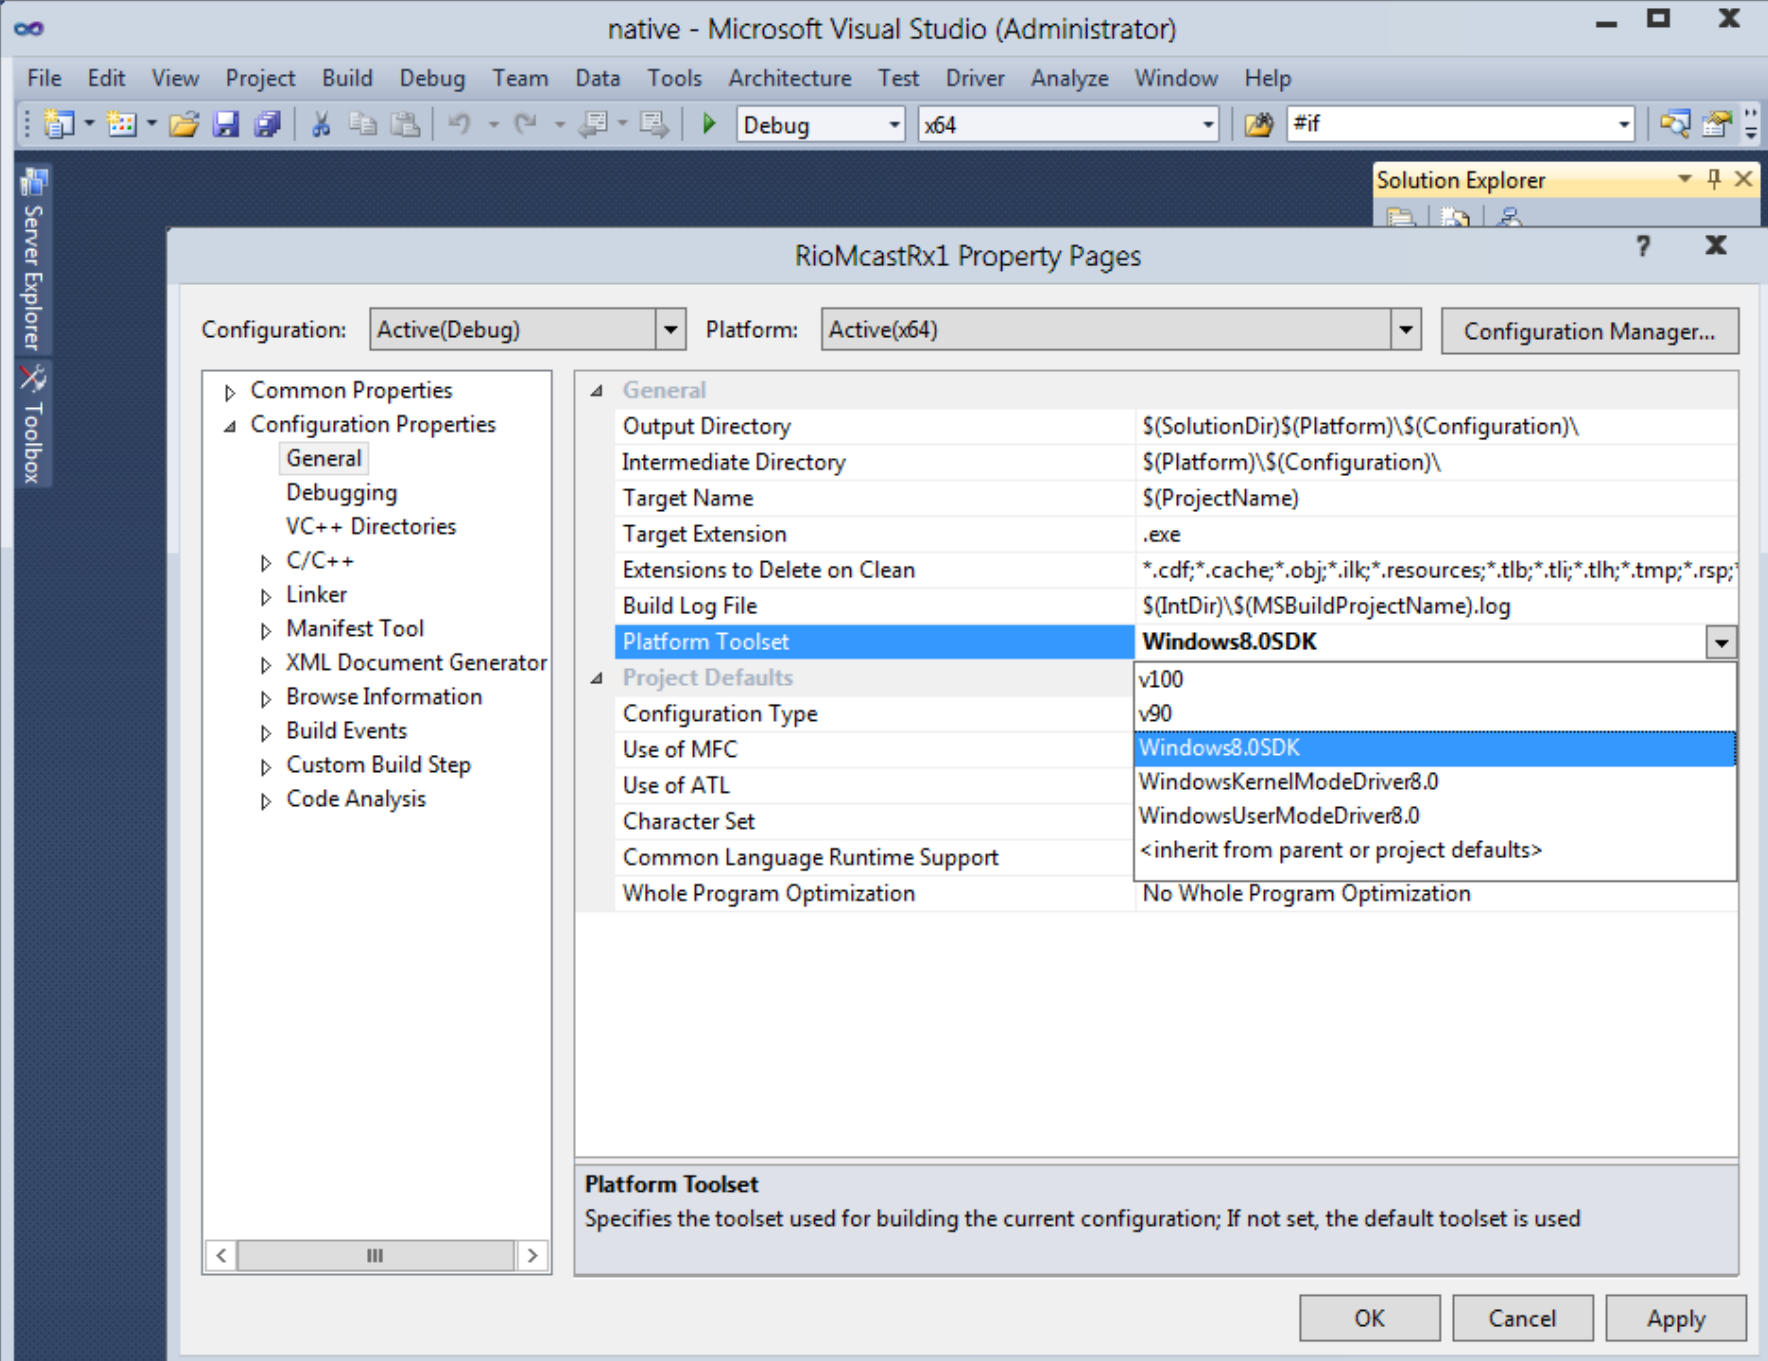 native - Microsoft Visual Studio (Administrator)
File Edit View Project Build Debug Team Data Tools Architecture Test Driver Analyze Window Help
Debug x64 #if
Server Explorer
Toolbox
Solution Explorer
RioMcastRx1 Property Pages
Configuration: Active(Debug) Platform: Active(x64) Configuration Manager...
Common Properties
Configuration Properties
General
Debugging
VC++ Directories
C/C++
Linker
Manifest Tool
XML Document Generator
Browse Information
Build Events
Custom Build Step
Code Analysis
General
Output Directory $(SolutionDir)$(Platform)\$(Configuration)\
Intermediate Directory $(Platform)\$(Configuration)\
Target Name $(ProjectName)
Target Extension .exe
Extensions to Delete on Clean *.cdf;*.cache;*.obj;*.ilk;*.resources;*.tlb;*.tli;*.tlh;*.tmp;*.rsp;*
Build Log File $(IntDir)\$(MSBuildProjectName).log
Platform Toolset Windows8.0SDK
Project Defaults
Configuration Type
Use of MFC
Use of ATL
Character Set
Common Language Runtime Support
Whole Program Optimization No Whole Program Optimization
v100
v90
Windows8.0SDK
WindowsKernelModeDriver8.0
WindowsUserModeDriver8.0
<inherit from parent or project defaults>
Platform Toolset
Specifies the toolset used for building the current configuration; If not set, the default toolset is used
OK Cancel Apply